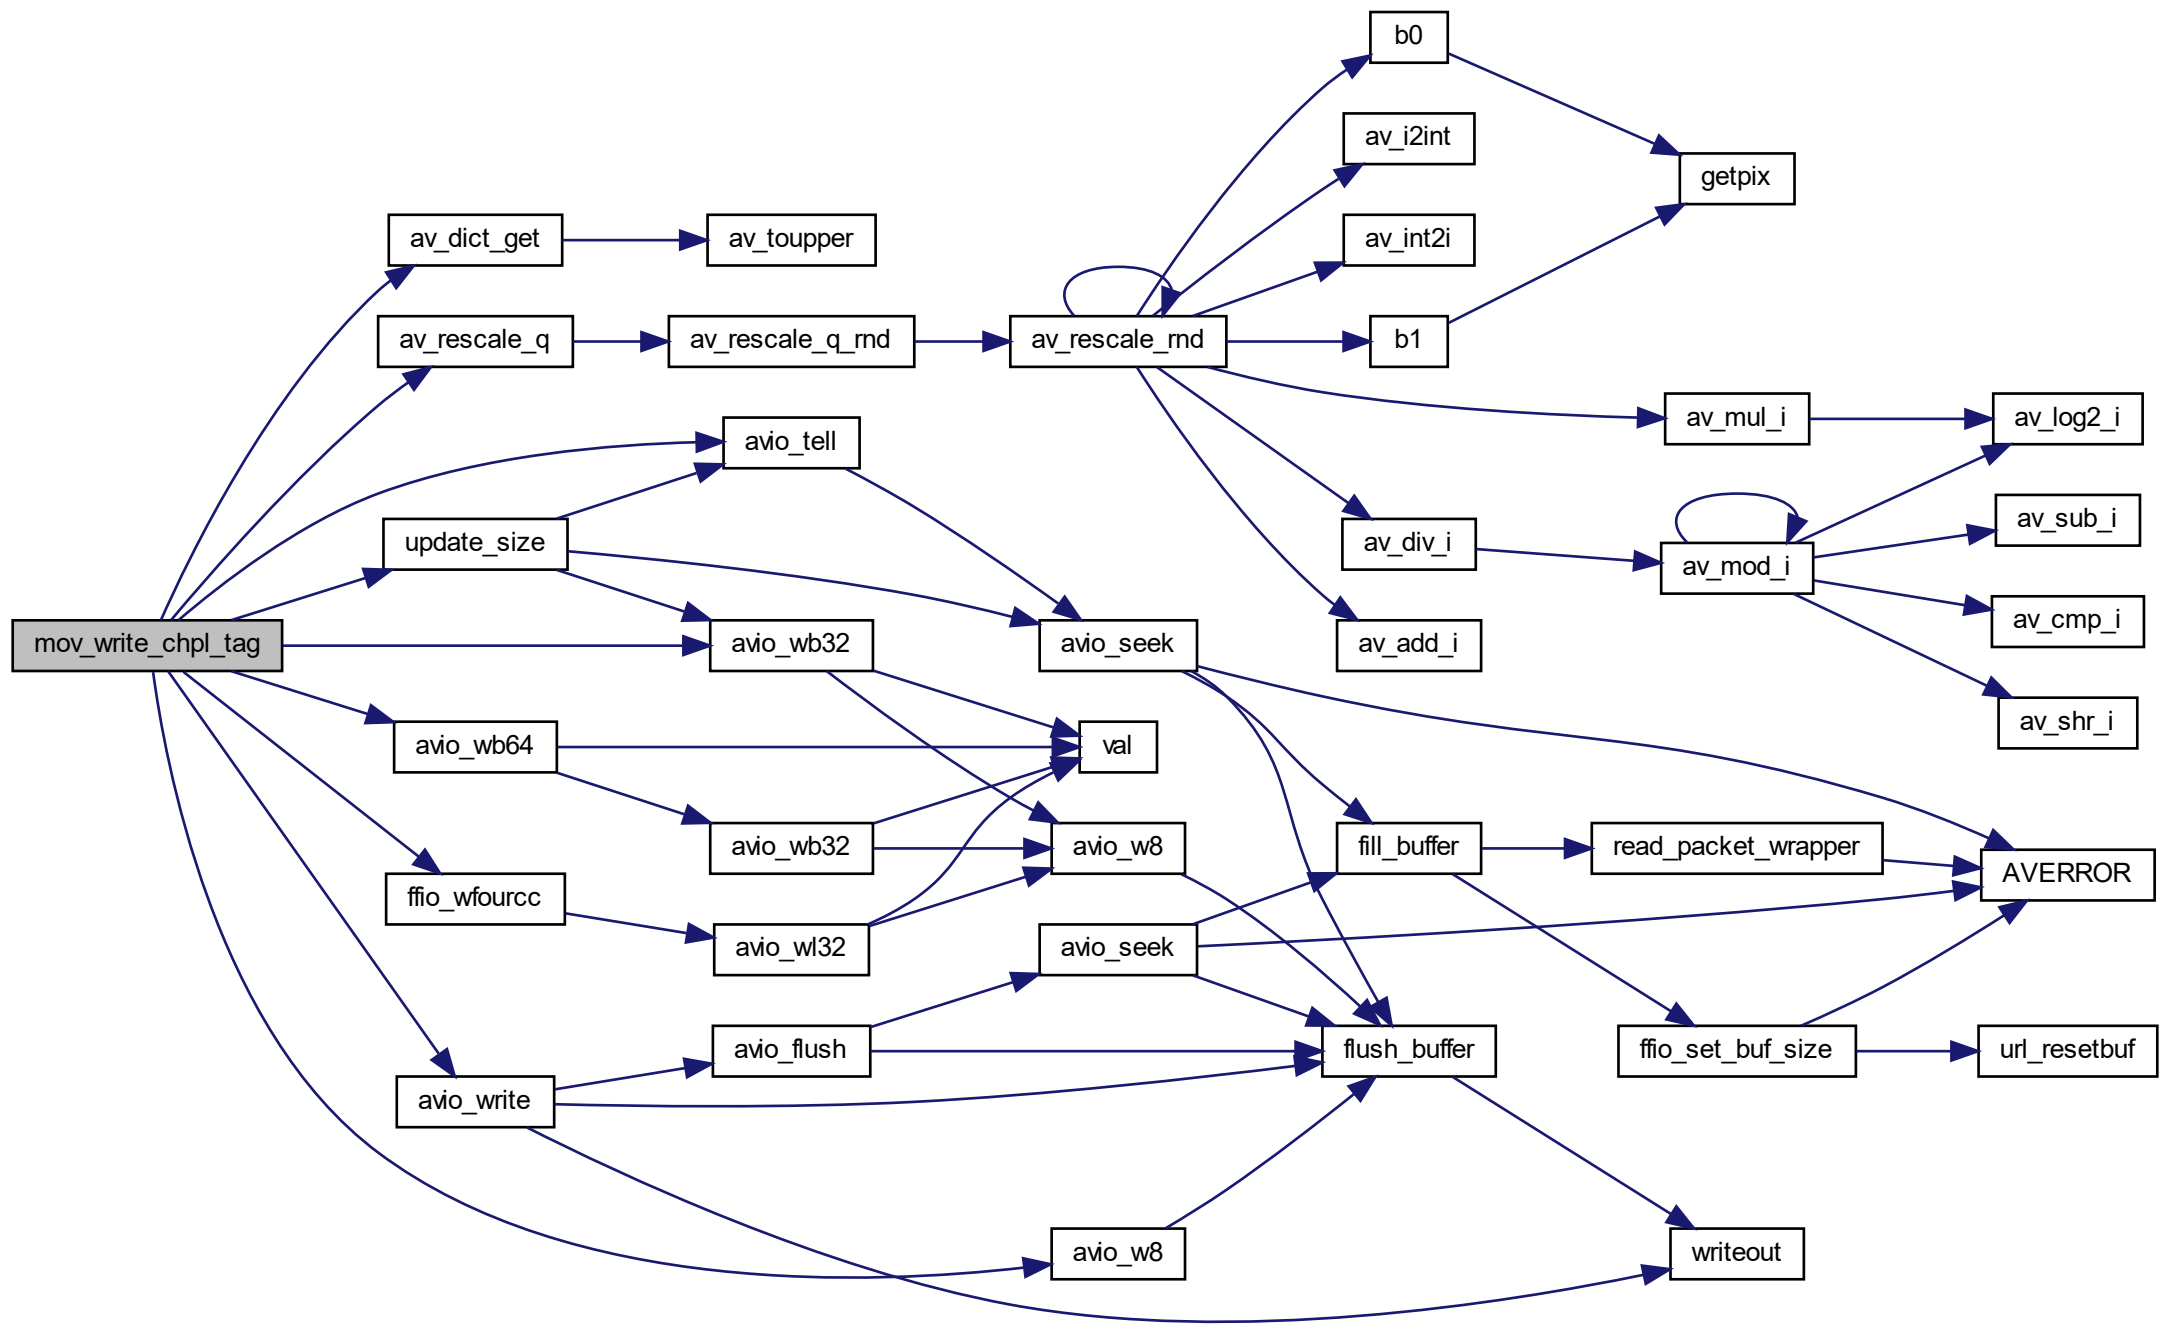 b0
av_i2int
getpix
av_dict_get
av_toupper
av_int2i
av_rescale_q
av_rescale_q_rnd
av_rescale_rnd
b1
avio_tell
av_mul_i
av_log2_i
update_size
av_div_i
av_mod_i
av_sub_i
av_cmp_i
mov_write_chpl_tag
avio_wb32
avio_seek
av_add_i
av_shr_i
avio_wb64
val
avio_wb32
avio_w8
fill_buffer
read_packet_wrapper
AVERROR
ffio_wfourcc
avio_wl32
avio_seek
avio_flush
flush_buffer
ffio_set_buf_size
url_resetbuf
avio_write
avio_w8
writeout